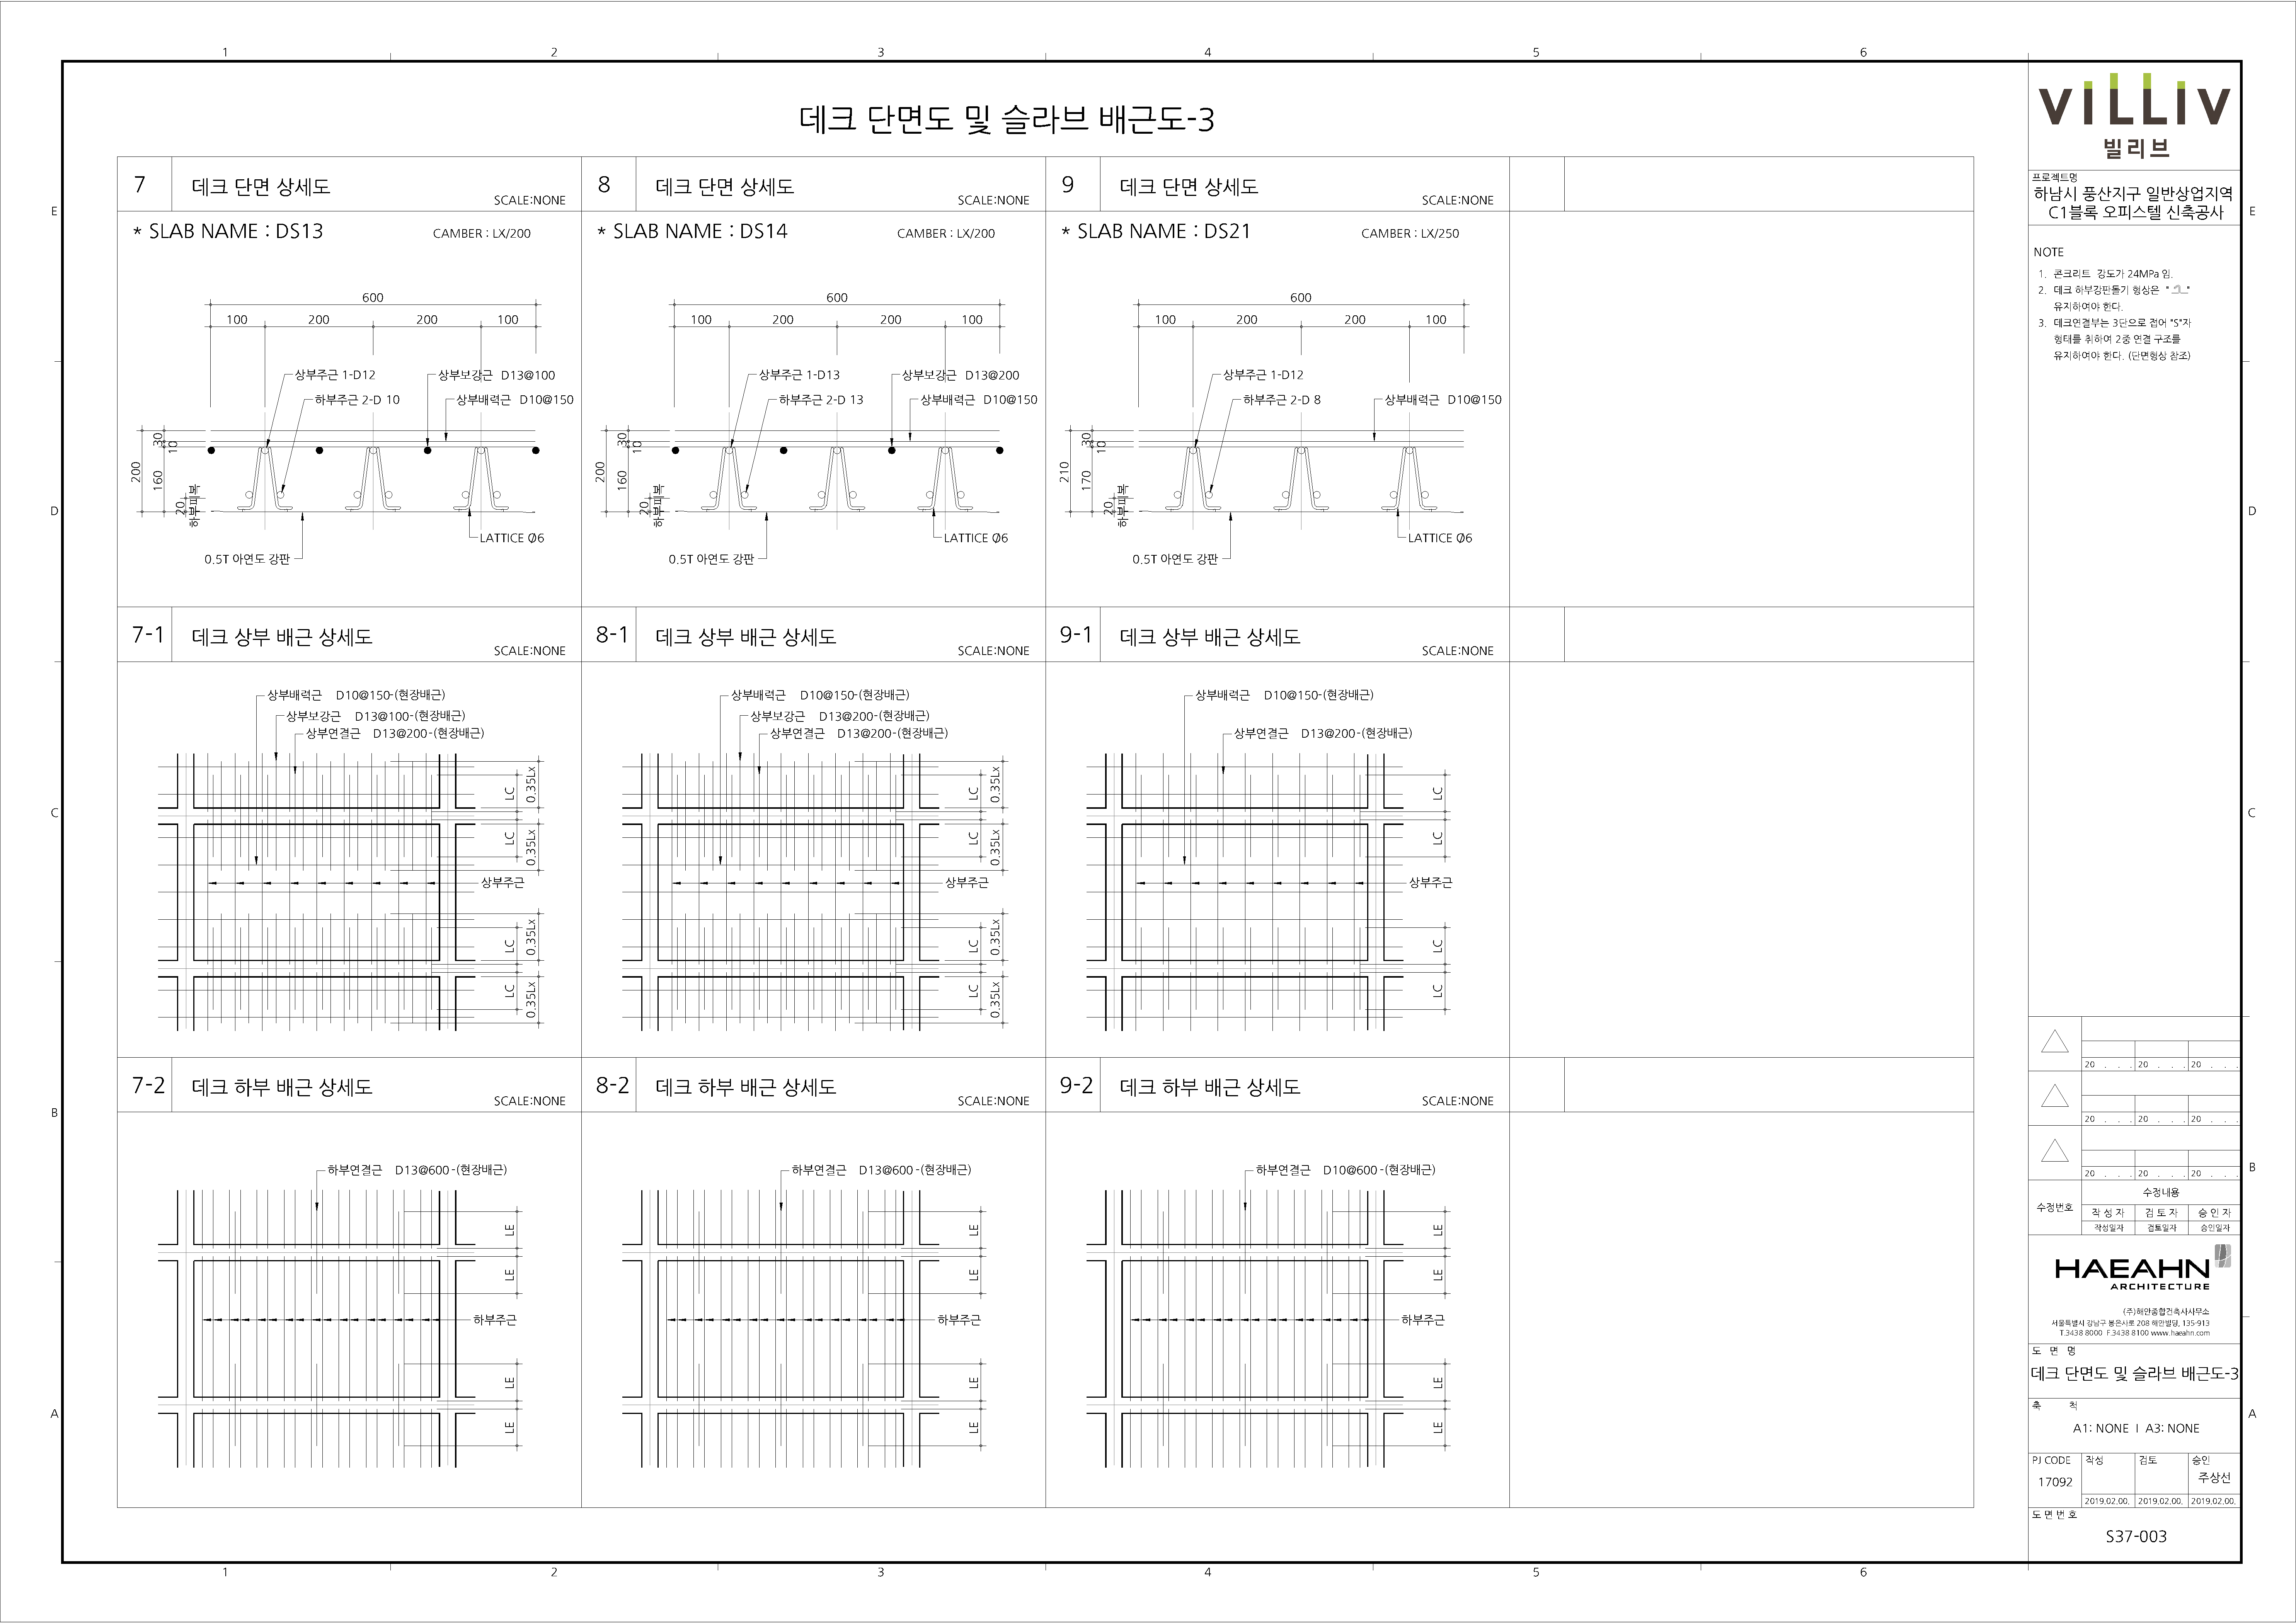 1 2 3 4 5 6
데크 단면도 및 슬라브 배근도-3
7 데크 단면 상세도 SCALE:NONE
* SLAB NAME : DS13 CAMBER : LX/200
600
100 200 200 100
상부주근 1-D12 상부보강근 D13@100
하부주근 2-D 10 상부배력근 D10@150
200 30 10 160 20 하부피복
LATTICE Ø6
0.5T 아연도 강판
8 데크 단면 상세도 SCALE:NONE
* SLAB NAME : DS14 CAMBER : LX/200
600
100 200 200 100
상부주근 1-D13 상부보강근 D13@200
하부주근 2-D 13 상부배력근 D10@150
200 30 10 160 20 하부피복
LATTICE Ø6
0.5T 아연도 강판
9 데크 단면 상세도 SCALE:NONE
* SLAB NAME : DS21 CAMBER : LX/250
600
100 200 200 100
상부주근 1-D12
하부주근 2-D 8 상부배력근 D10@150
210 30 10 170 20 하부피복
LATTICE Ø6
0.5T 아연도 강판
7-1 데크 상부 배근 상세도 SCALE:NONE
상부배력근 D10@150-(현장배근)
상부보강근 D13@100-(현장배근)
상부연결근 D13@200-(현장배근)
LC 0.35Lx
LC 0.35Lx
상부주근
LC 0.35Lx
LC 0.35Lx
8-1 데크 상부 배근 상세도 SCALE:NONE
상부배력근 D10@150-(현장배근)
상부보강근 D13@200-(현장배근)
상부연결근 D13@200-(현장배근)
LC 0.35Lx
LC 0.35Lx
상부주근
LC 0.35Lx
LC 0.35Lx
9-1 데크 상부 배근 상세도 SCALE:NONE
상부배력근 D10@150-(현장배근)
상부연결근 D13@200-(현장배근)
LC
LC
상부주근
LC
LC
7-2 데크 하부 배근 상세도 SCALE:NONE
하부연결근 D13@600-(현장배근)
LE
LE
하부주근
LE
LE
8-2 데크 하부 배근 상세도 SCALE:NONE
하부연결근 D13@600-(현장배근)
LE
LE
하부주근
LE
LE
9-2 데크 하부 배근 상세도 SCALE:NONE
하부연결근 D10@600-(현장배근)
LE
LE
하부주근
LE
LE
E
D
C
B
A
VILLIV
빌리브
프로젝트명
하남시 풍산지구 일반상업지역
C1블록 오피스텔 신축공사
NOTE
1. 콘크리트 강도가 24MPa 임.
2. 데크 하부강판돌기 형상은 " "
유지하여야 한다.
3. 데크연결부는 3단으로 접어 "S"자
형태를 취하여 2중 연결 구조를
유지하여야 한다. (단면형상 참조)
20 . . . 20 . . . 20 . . .
20 . . . 20 . . . 20 . . .
20 . . . 20 . . . 20 . . .
수정번호 수정내용
작 성 자 검 토 자 승 인 자
작성일자 검토일자 승인일자
HAEAHN
ARCHITECTURE
(주)해안종합건축사사무소
서울특별시 강남구 봉은사로 208 해안빌딩, 135-913
T.3438 8000 F.3438 8100 www.haeahn.com
도 면 명
데크 단면도 및 슬라브 배근도-3
축 척
A1: NONE I A3: NONE
PJ CODE 작성 검토 승인
17092 주상선
2019.02.00. 2019.02.00. 2019.02.00.
도 면 번 호
S37-003
E
D
C
B
A
1 2 3 4 5 6